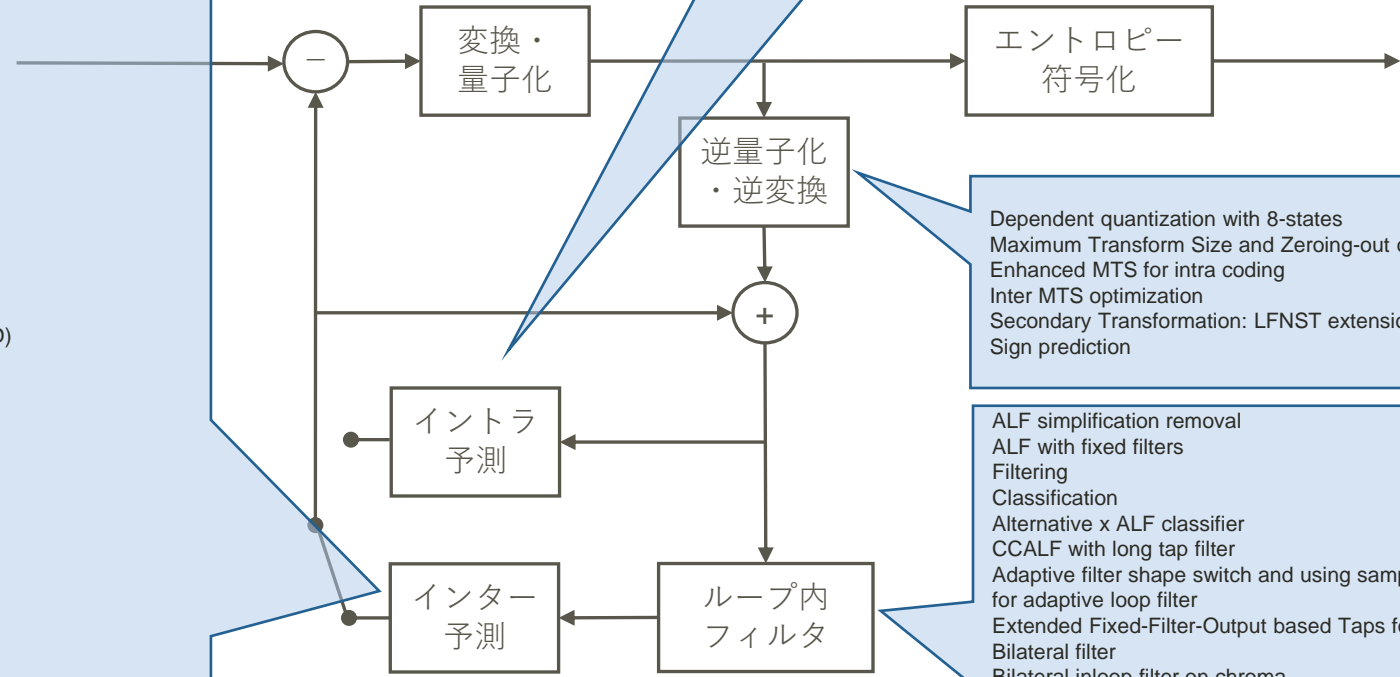 −
変換・
量子化
エントロピー
符号化
逆量子化
・逆変換
Dependent quantization with 8-states
Maximum Transform Size and Zeroing-out
Enhanced MTS for intra coding
Inter MTS optimization
Secondary Transformation: LFNST
Sign prediction
+
)
イントラ
予測
インター
予測
ループ内
フィルタ
ALF simplification removal
ALF with fixed filters
Filtering
Classification
Alternative x ALF classifier
CCALF with long tap filter
Adaptive filter shape switch and using
for adaptive loop filter
Extended Fixed-Filter-Output based Taps
Bilateral filter
Bilateral inloop filter on chroma